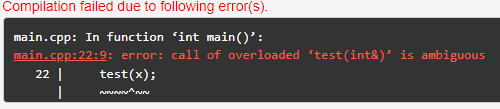 Compilation failed due to following error(s).
main.cpp: In function ‘int main()’:
main.cpp:22:9: error: call of overloaded ‘test(int&)’ is ambiguous
   22 |     test(x);
      |     ~~~~^~~